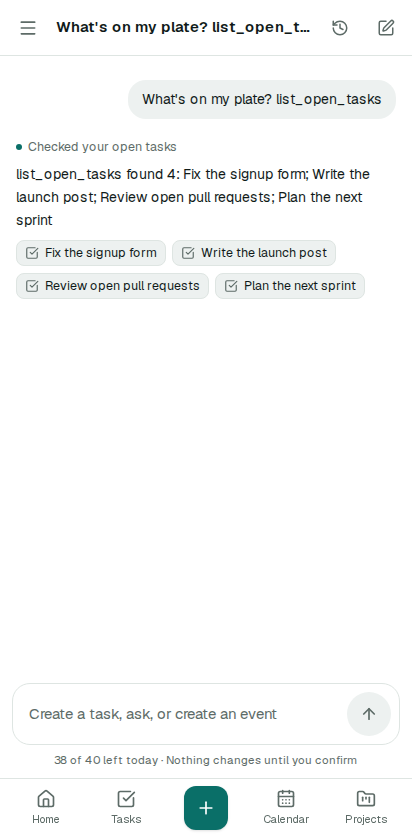 What's on my plate? list_open_t...
What's on my plate? list_open_tasks
Checked your open tasks
list_open_tasks found 4: Fix the signup form; Write the
launch post; Review open pull requests; Plan the next
sprint
Fix the signup form
Write the launch post
Review open pull requests
Plan the next sprint
Create a task, ask, or create an event
38 of 40 left today · Nothing changes until you confirm
Home
Tasks
Calendar
Projects